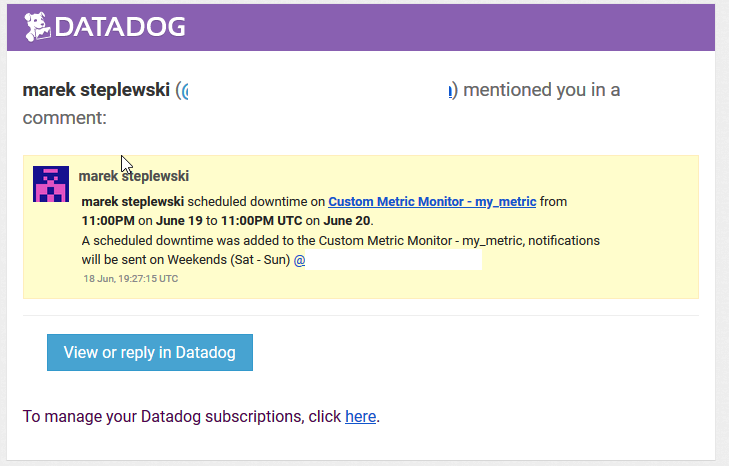 DATADOG
marek steplewski (@ ) mentioned you in a
comment:
marek steplewski
marek steplewski scheduled downtime on Custom Metric Monitor - my_metric from
11:00PM on June 19 to 11:00PM UTC on June 20.
A scheduled downtime was added to the Custom Metric Monitor - my_metric, notifications
will be sent on Weekends (Sat - Sun) @
18 Jun, 19:27:15 UTC
View or reply in Datadog
To manage your Datadog subscriptions, click here.